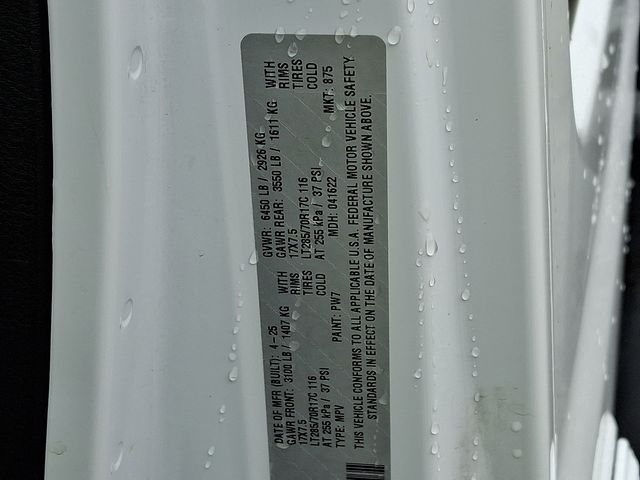 DATE OF MFR (BUILT): 4-25 GVWR: 6450 LB / 2926 KG
GAWR FRONT: 3100 LB / 1407 KG WITH GAWR REAR: 3550 LB / 1611 KG WITH
17X7.5 RIMS 17X7.5 RIMS
LT285/70R17C 116 TIRES LT285/70R17C 116 TIRES
AT 255 kPa / 37 PSI COLD AT 255 kPa / 37 PSI COLD
TYPE: MPV PAINT: PW7 MDH: 041622 MKT: 875
THIS VEHICLE CONFORMS TO ALL APPLICABLE U.S.A. FEDERAL MOTOR VEHICLE SAFETY
STANDARDS IN EFFECT ON THE DATE OF MANUFACTURE SHOWN ABOVE.